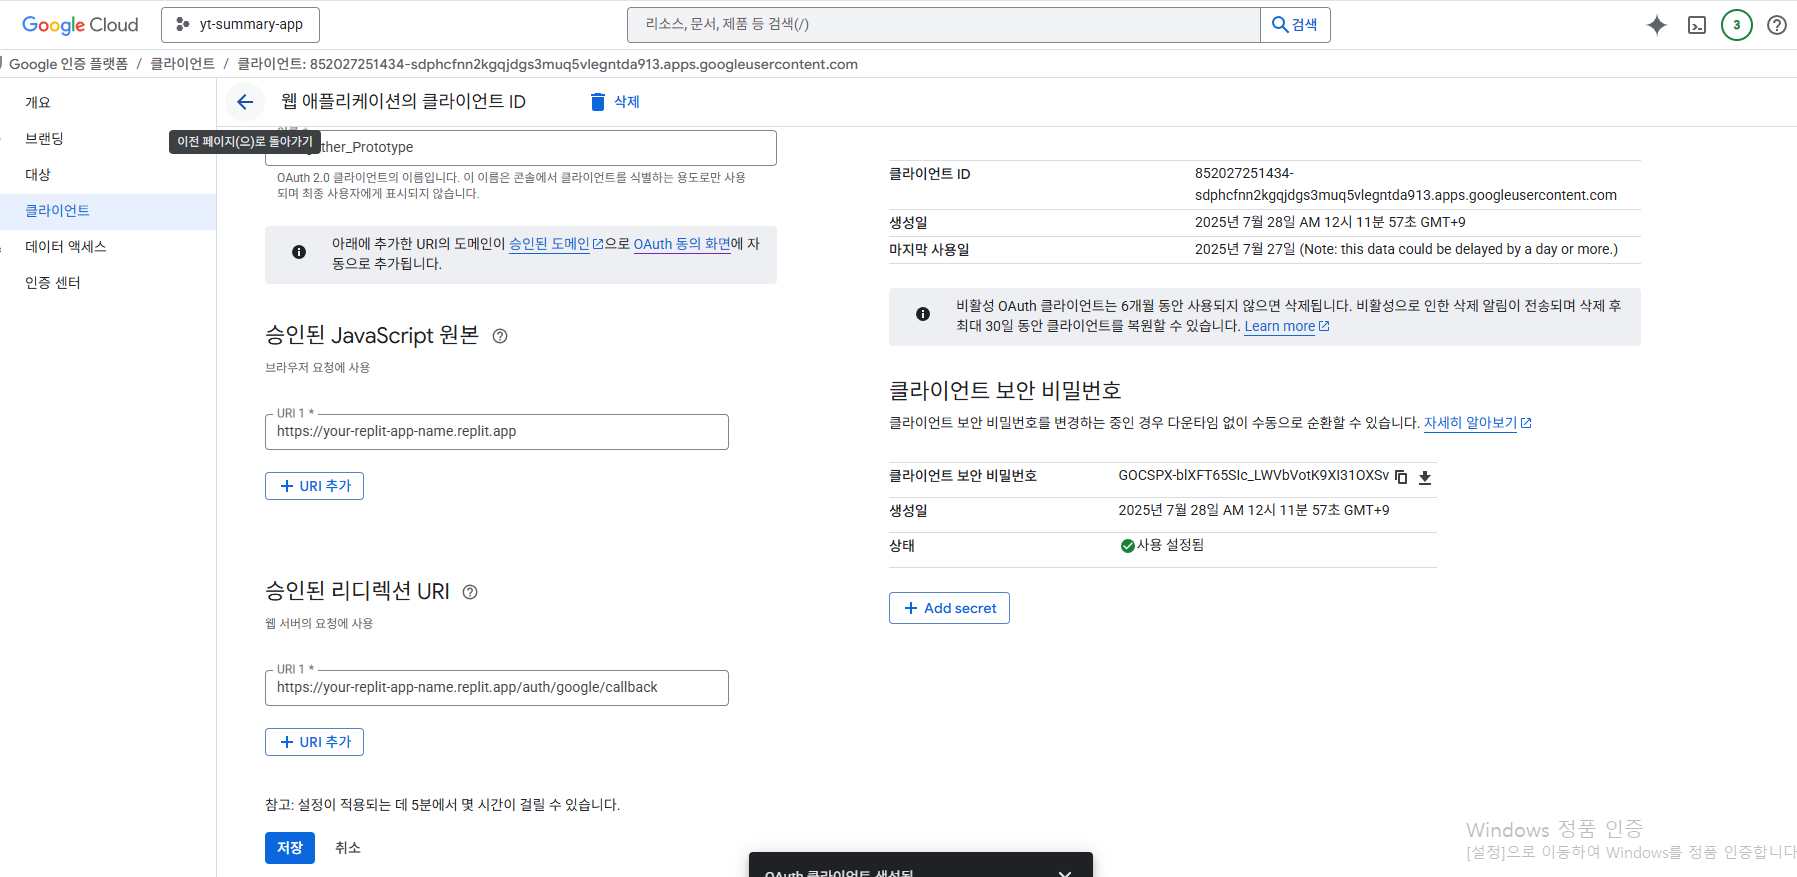 Google Cloud
yt-summary-app
리소스, 문서, 제품 등 검색(/)
검색
3
Google 인증 플랫폼 / 클라이언트 / 클라이언트: 852027251434-sdphcfnn2kgqjdgs3muq5vlegntda913.apps.googleusercontent.com
개요
브랜딩
대상
클라이언트
데이터 액세스
인증 센터
웹 애플리케이션의 클라이언트 ID
삭제
이전 페이지(으)로 돌아가기
ther_Prototype
OAuth 2.0 클라이언트의 이름입니다. 이 이름은 콘솔에서 클라이언트를 식별하는 용도로만 사용
되며 최종 사용자에게 표시되지 않습니다.
아래에 추가한 URI의 도메인이 승인된 도메인으로 OAuth 동의 화면에 자
동으로 추가됩니다.
승인된 JavaScript 원본
브라우저 요청에 사용
URI 1 *
https://your-replit-app-name.replit.app
URI 추가
승인된 리디렉션 URI
웹 서버의 요청에 사용
URI 1 *
https://your-replit-app-name.replit.app/auth/google/callback
URI 추가
참고: 설정이 적용되는 데 5분에서 몇 시간이 걸릴 수 있습니다.
저장
취소
클라이언트 ID
852027251434-
sdphcfnn2kgqjdgs3muq5vlegntda913.apps.googleusercontent.com
생성일
2025년 7월 28일 AM 12시 11분 57초 GMT+9
마지막 사용일
2025년 7월 27일 (Note: this data could be delayed by a day or more.)
비활성 OAuth 클라이언트는 6개월 동안 사용되지 않으면 삭제됩니다. 비활성으로 인한 삭제 알림이 전송되며 삭제 후
최대 30일 동안 클라이언트를 복원할 수 있습니다. Learn more
클라이언트 보안 비밀번호
클라이언트 보안 비밀번호를 변경하는 중인 경우 다운타임 없이 수동으로 순환할 수 있습니다. 자세히 알아보기
클라이언트 보안 비밀번호
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
생성일
2025년 7월 28일 AM 12시 11분 57초 GMT+9
상태
사용 설정됨
Add secret
OAuth 클라이언트 생성됨
Windows 정품 인증
[설정]으로 이동하여 Windows를 정품 인증합니다